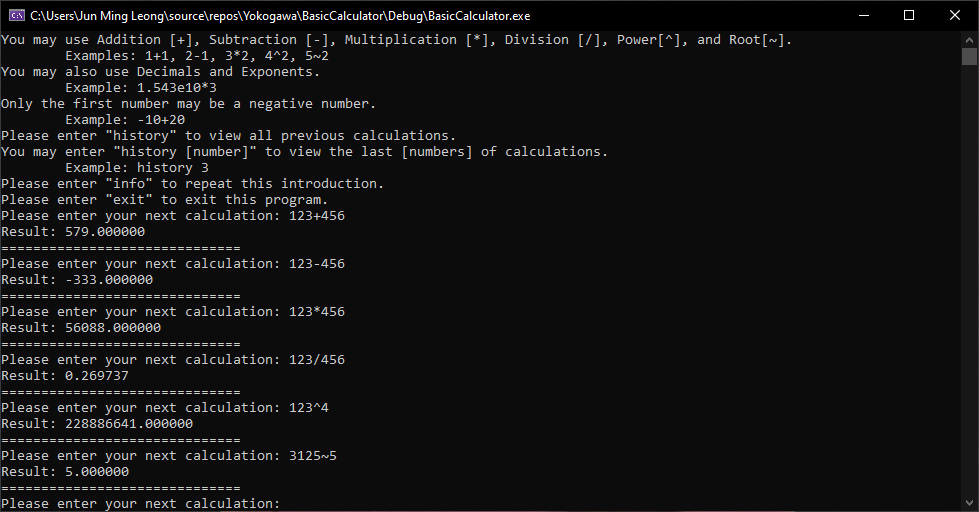 C:\Users\Jun Ming Leong\source\repos\Yokogawa\BasicCalculator\Debug\BasicCalculator.exe
You may use Addition [+], Subtraction [-], Multiplication [*], Division [/], Power[^], and Root[~].
        Examples: 1+1, 2-1, 3*2, 4^2, 5~2
You may also use Decimals and Exponents.
        Example: 1.543e10*3
Only the first number may be a negative number.
        Example: -10+20
Please enter "history" to view all previous calculations.
You may enter "history [number]" to view the last [numbers] of calculations.
        Example: history 3
Please enter "info" to repeat this introduction.
Please enter "exit" to exit this program.
Please enter your next calculation: 123+456
Result: 579.000000
==============================
Please enter your next calculation: 123-456
Result: -333.000000
==============================
Please enter your next calculation: 123*456
Result: 56088.000000
==============================
Please enter your next calculation: 123/456
Result: 0.269737
==============================
Please enter your next calculation: 123^4
Result: 228886641.000000
==============================
Please enter your next calculation: 3125~5
Result: 5.000000
==============================
Please enter your next calculation: